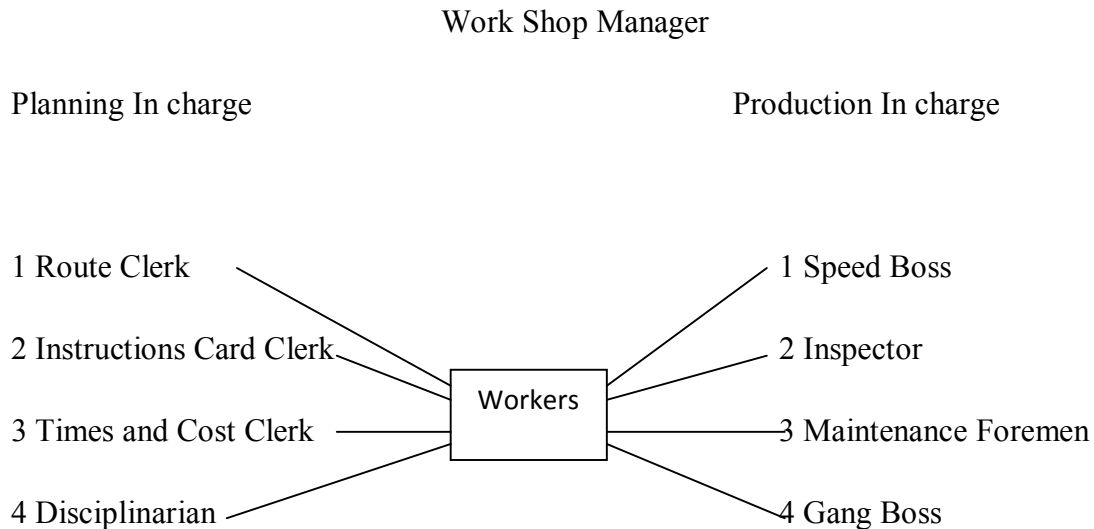 Work Shop Manager
Planning In charge
Production In charge
1 Route Clerk
1 Speed Boss
2 Instructions Card Clerk
2 Inspector
Workers
3 Times and Cost Clerk
3 Maintenance Foremen
4 Disciplinarian
4 Gang Boss